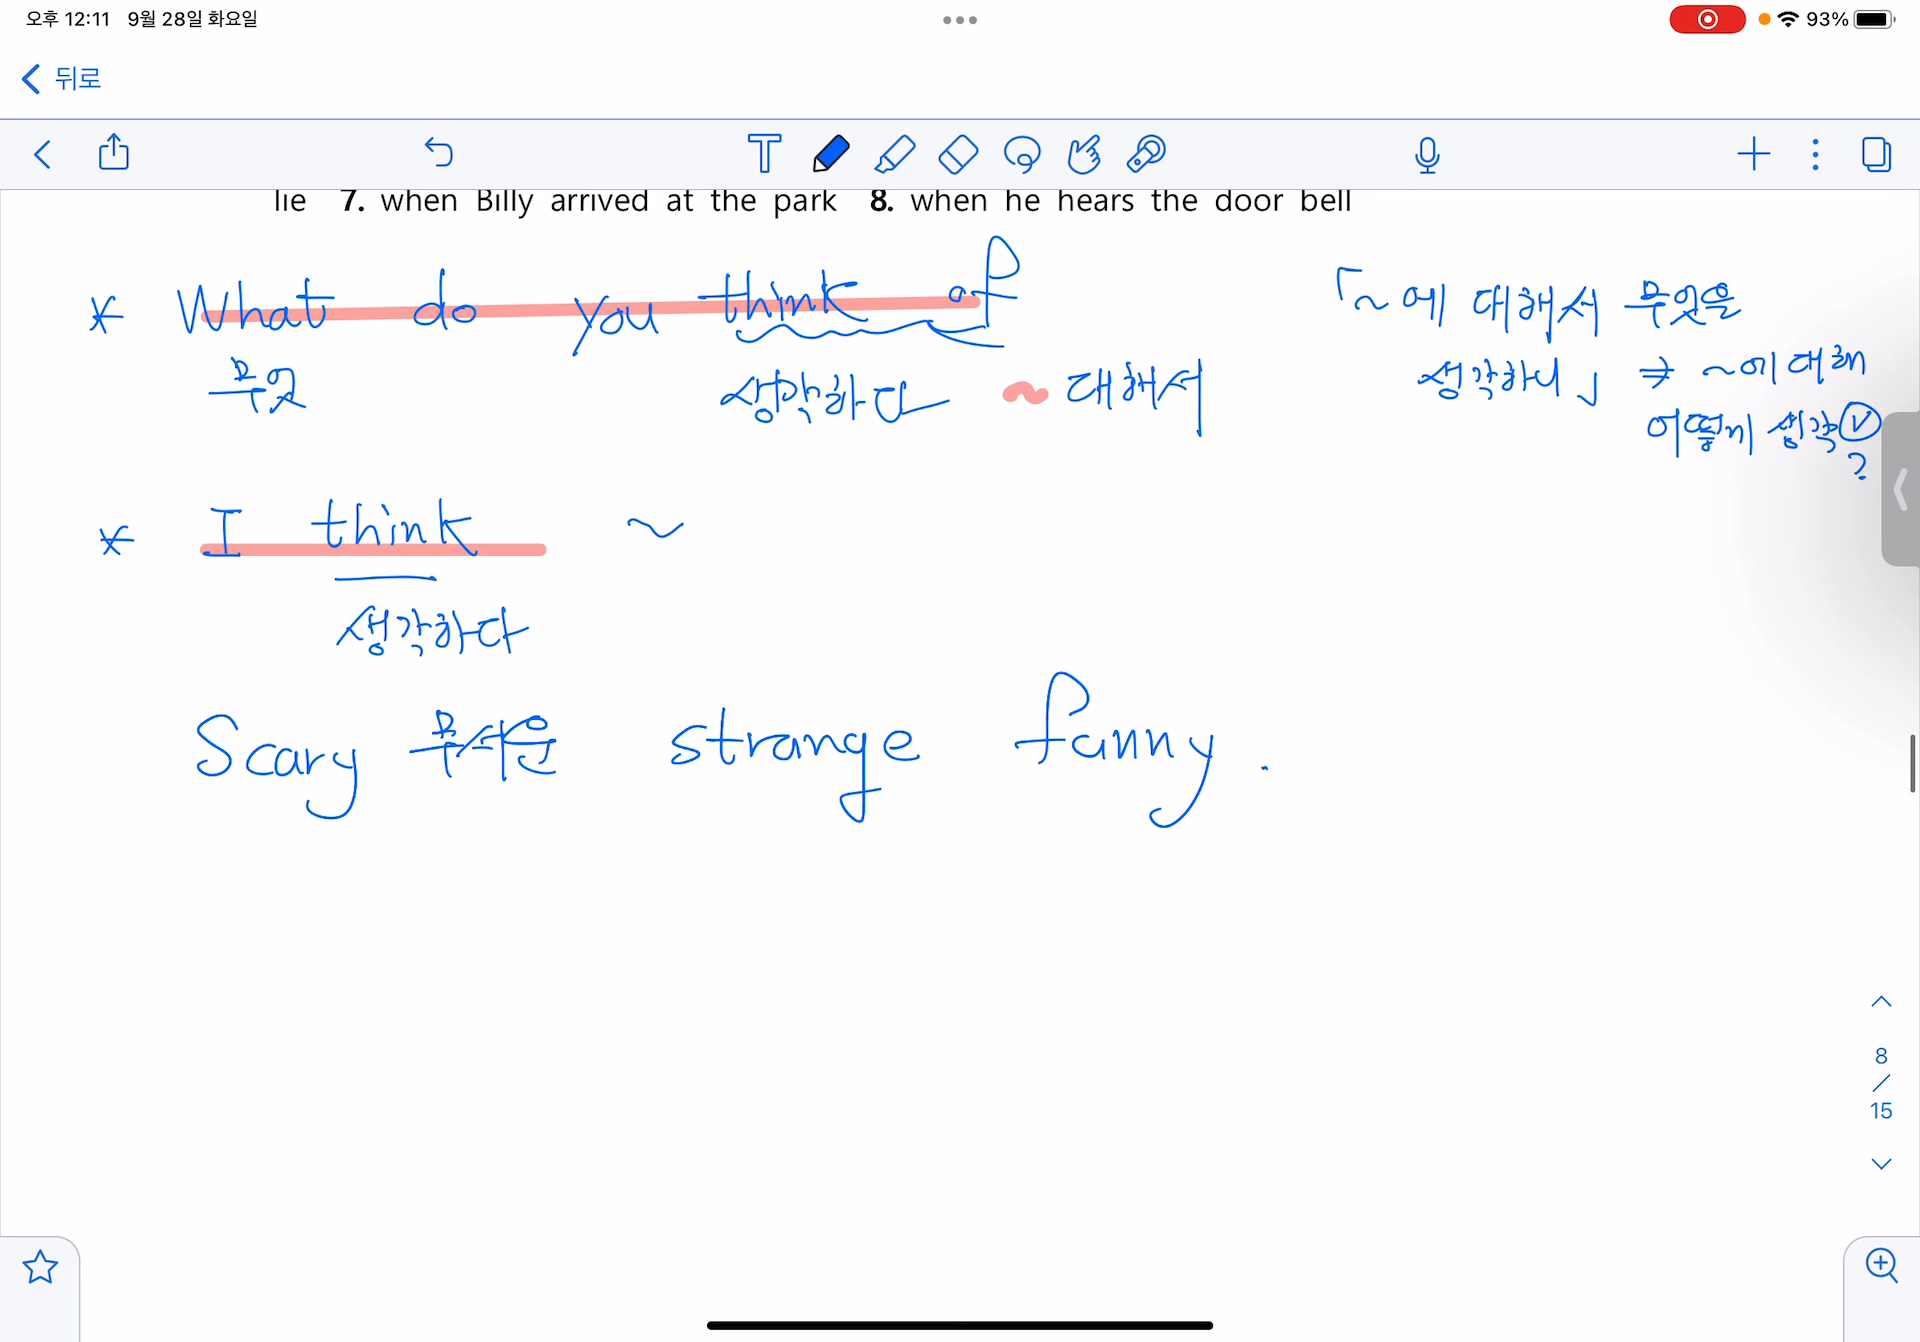 오후 12:11 9월 28일 화요일 93%
뒤로
T
lie 7. when Billy arrived at the park 8. when he hears the door bell
* What do you think of 「~에 대해서 무엇을
무엇 생각하다 ~ 대해서 생각하니」 ⇒ ~에 대해
어떻게 생각 V
?
* I think ~
생각하다
Scary 무서운 strange funny .
8
/
15